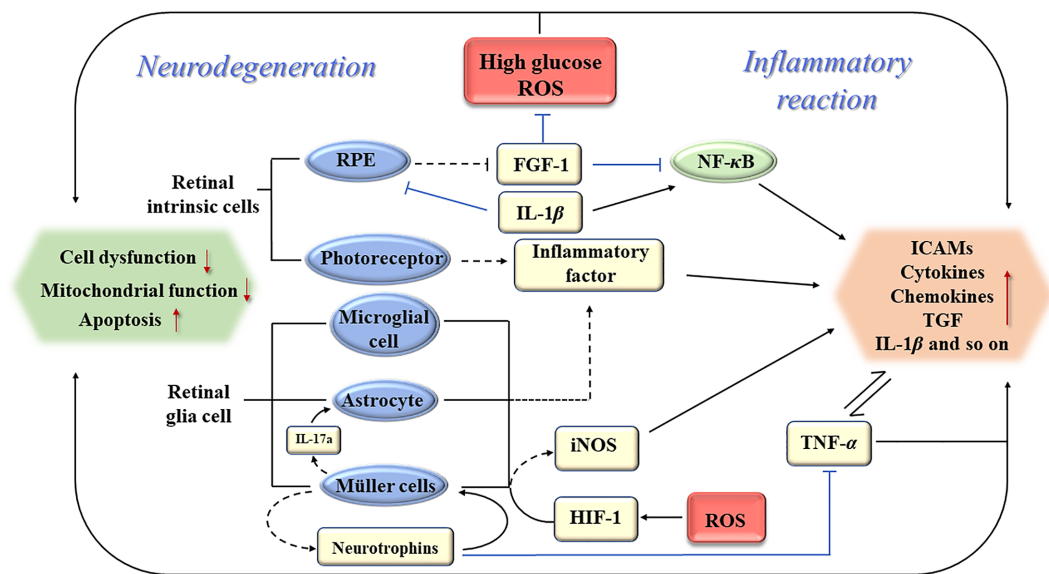 Neurodegeneration
High glucose
ROS
Inflammatory
reaction
RPE
FGF-1
NF-κB
Retinal
intrinsic cells
IL-1β
Photoreceptor
Inflammatory
factor
Cell dysfunction
Mitochondrial function
Apoptosis
ICAMs
Cytokines
Chemokines
TGF
IL-1β and so on
Microglial
cell
Retinal
glia cell
Astrocyte
IL-17a
iNOS
TNF-α
Müller cells
HIF-1
ROS
Neurotrophins